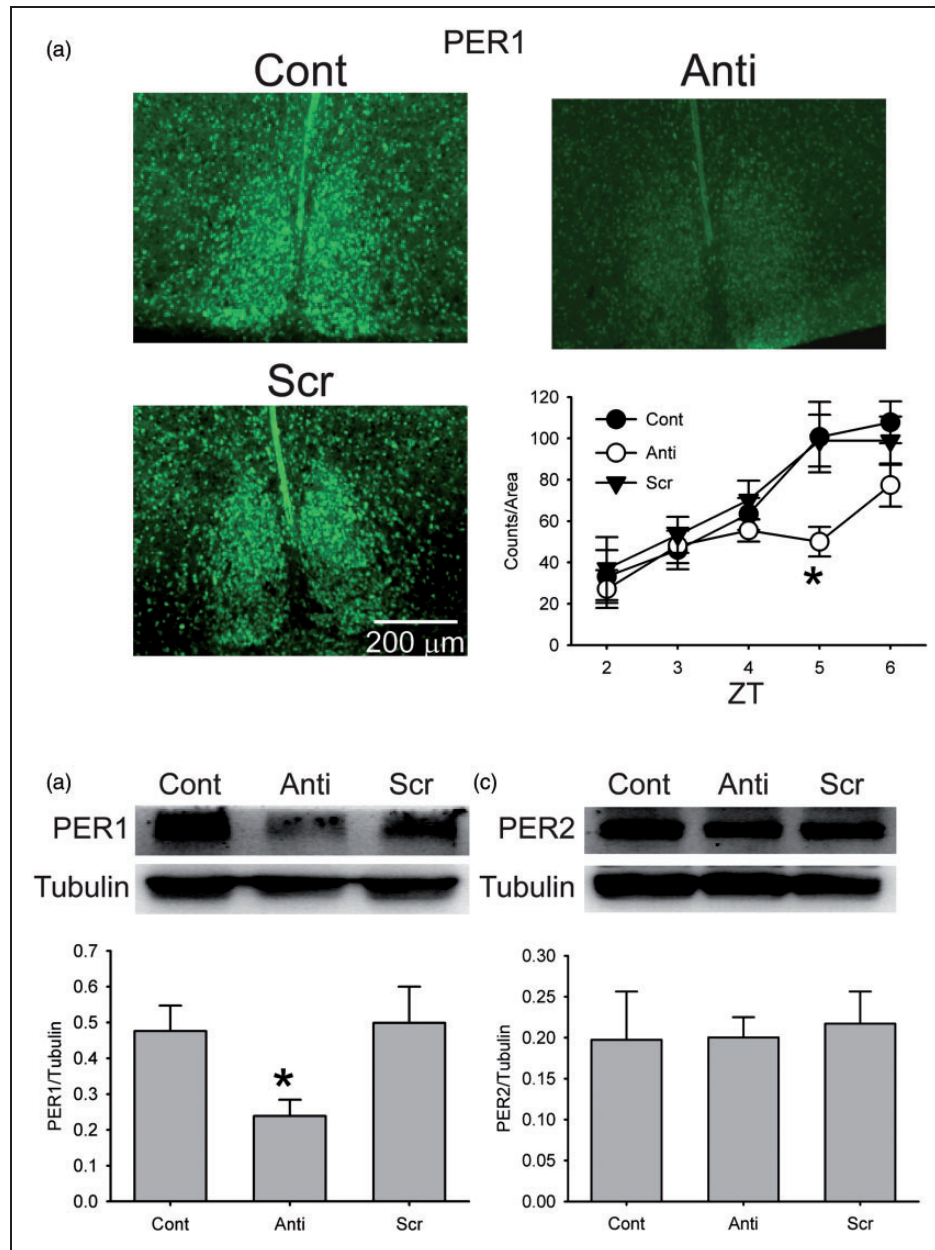 (a)
PER1
Cont
Anti
Scr
200 μm
Counts/Area
120
100
80
60
40
20
0
Cont
Anti
Scr
*
2 3 4 5 6
ZT
(a)
Cont Anti Scr
PER1
Tubulin
PER1/Tubulin
0.7
0.6
0.5
0.4
0.3
0.2
0.1
0.0
*
Cont Anti Scr
(c)
Cont Anti Scr
PER2
Tubulin
PER2/Tubulin
0.30
0.25
0.20
0.15
0.10
0.05
0.00
Cont Anti Scr